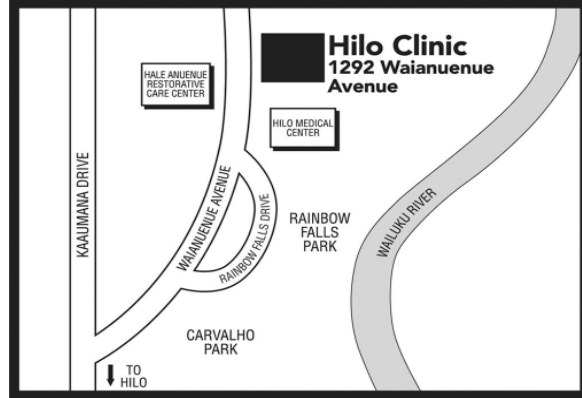 Hilo Clinic
1292 Waianuenue
Avenue
HALE ANUENUE
RESTORATIVE
CARE CENTER
HILO MEDICAL
CENTER
KAAUMANA DRIVE
WAIANUENUE AVENUE
RAINBOW FALLS DRIVE
RAINBOW
FALLS
PARK
WAILUKU RIVER
CARVALHO
PARK
TO
HILO